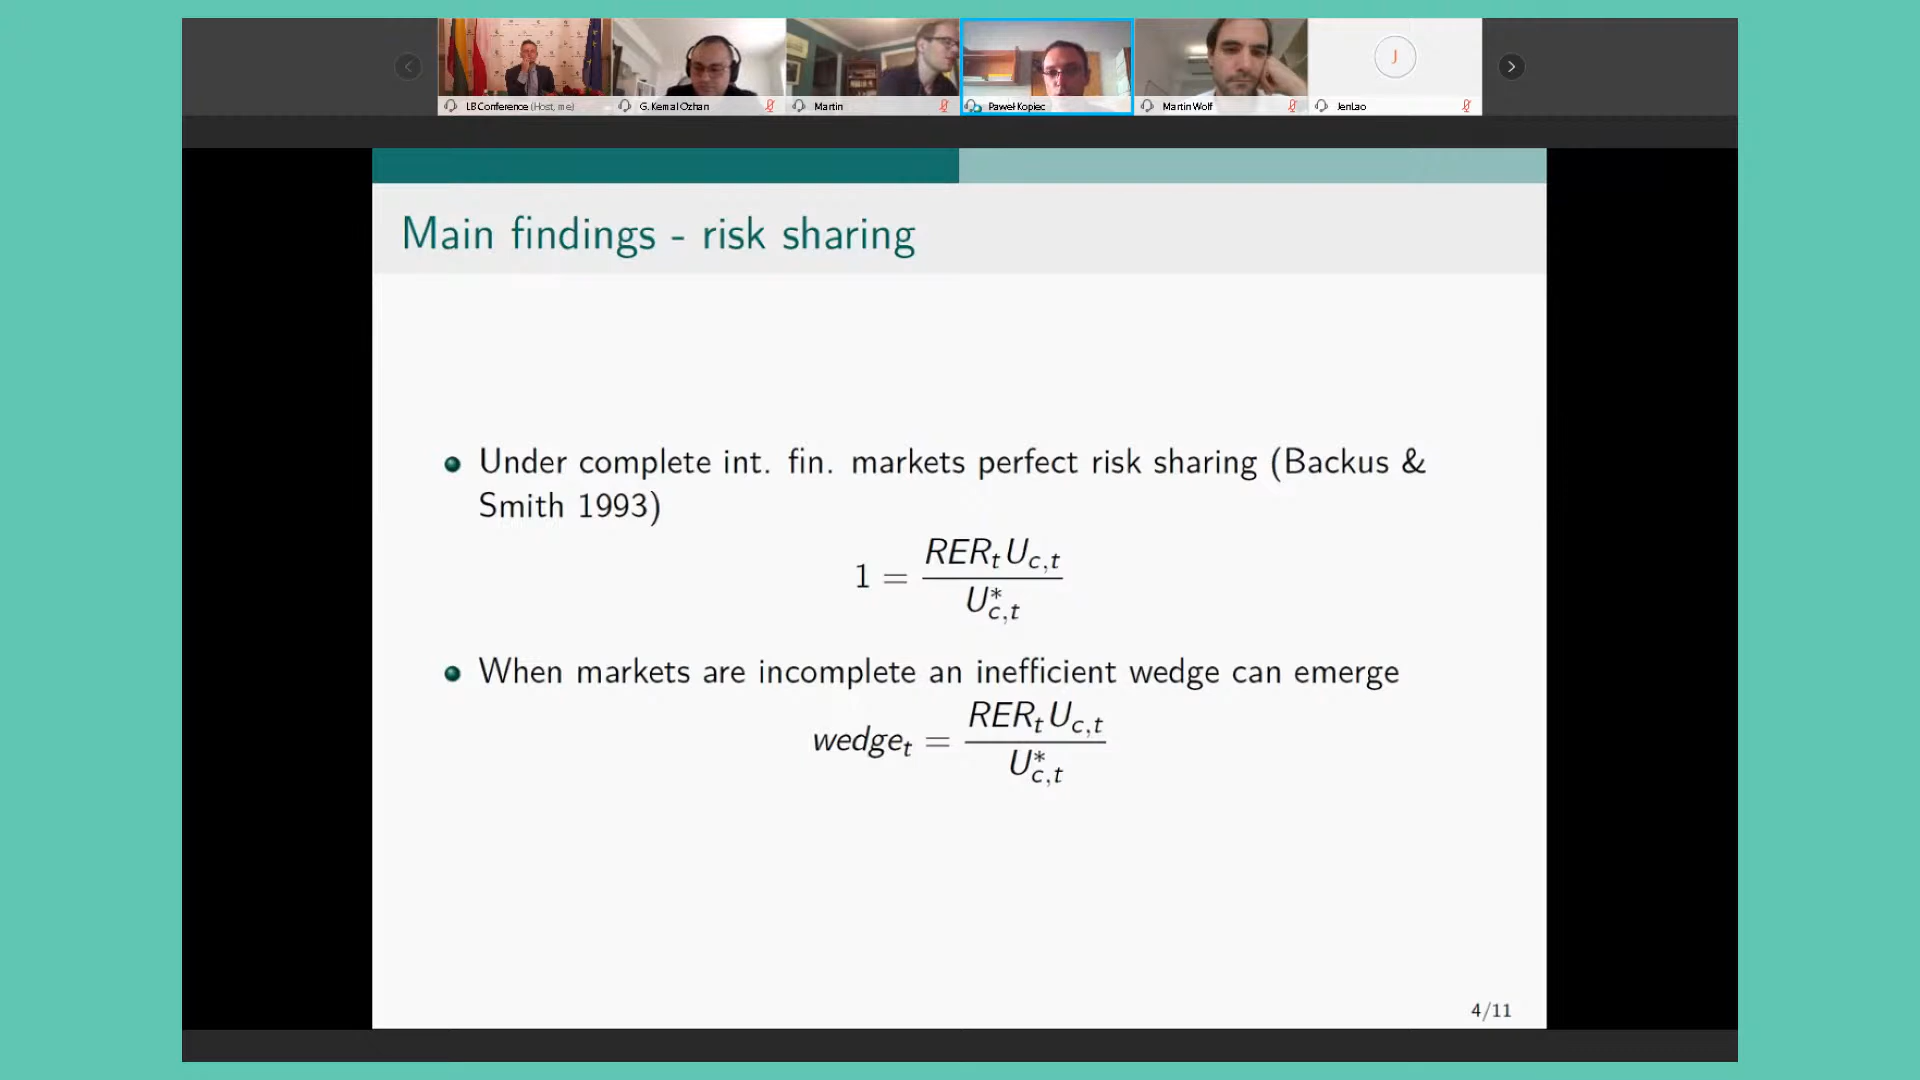 LB Conference (Host, me)
G. Kemal Ozhan
Martin
Paweł Kopiec
Martin Wolf
J
Jen Lao
Main findings - risk sharing
Under complete int. fin. markets perfect risk sharing (Backus &
Smith 1993)
1 = RER_t U_{c,t} / U^*_{c,t}
When markets are incomplete an inefficient wedge can emerge
wedge_t = RER_t U_{c,t} / U^*_{c,t}
4/11